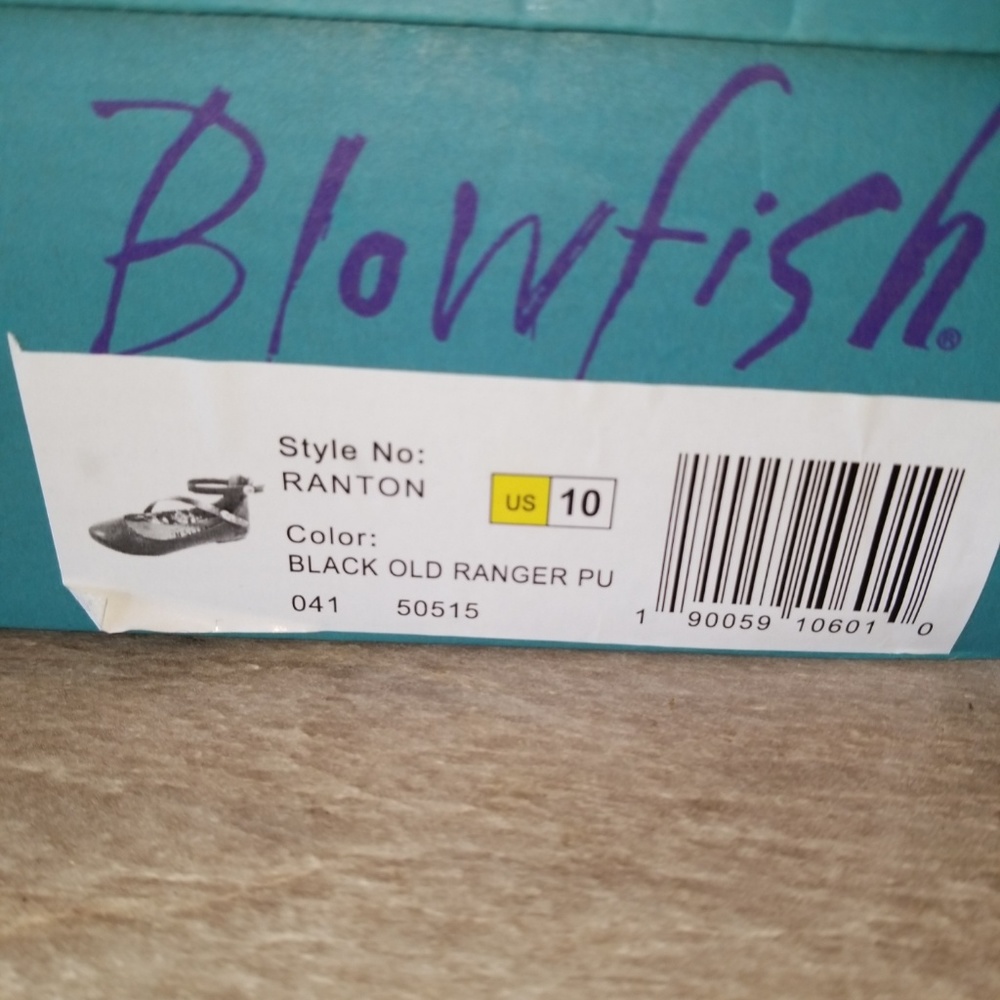 Blowfish®
Style No:
RANTON
US 10
Color:
BLACK OLD RANGER PU
041 50515
1 90059 10601 0